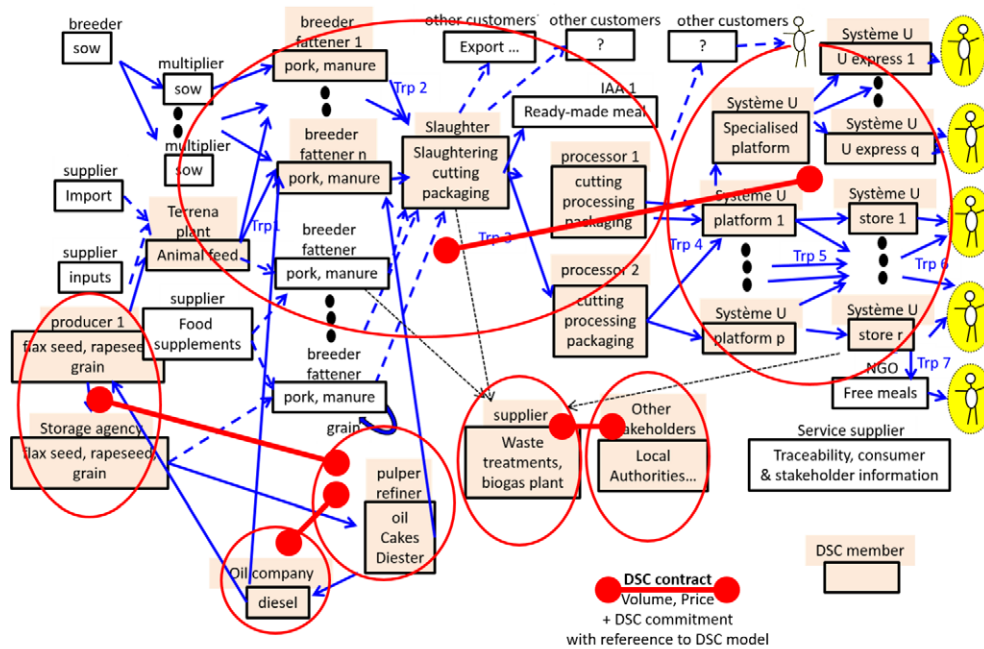 breeder
sow
multiplier
sow
multiplier
sow
breeder
fattener 1
pork, manure
Trp 2
breeder
fattener n
pork, manure
other customers
Export ...
other customers
?
other customers
?
IAA 1
Ready-made meal
Slaughter
Slaughtering
cutting
packaging
processor 1
cutting
processing
packaging
processor 2
cutting
processing
packaging
Trp 3
Trp 4
Système U
U express 1
Système U
Specialised
platform
Système U
U express q
Système U
platform 1
Système U
store 1
Trp 5
Trp 6
Système U
platform p
Système U
store r
Trp 7
NGO
Free meals
supplier
Import
Terrena
plant
Animal feed
Trp1
supplier
inputs
breeder
fattener
pork, manure
supplier
Food
supplements
producer 1
flax seed, rapeseed,
grain
breeder
fattener
pork, manure
grain
Storage agency
flax seed, rapeseed,
grain
pulper
refiner
oil
Cakes
Diester
Oil company
diesel
supplier
Waste
treatments,
biogas plant
Other
Local
Authorities...
Service supplier
Traceability, consumer
& stakeholder information
DSC member
DSC contract
Volume, Price
+ DSC commitment
with reference to DSC model